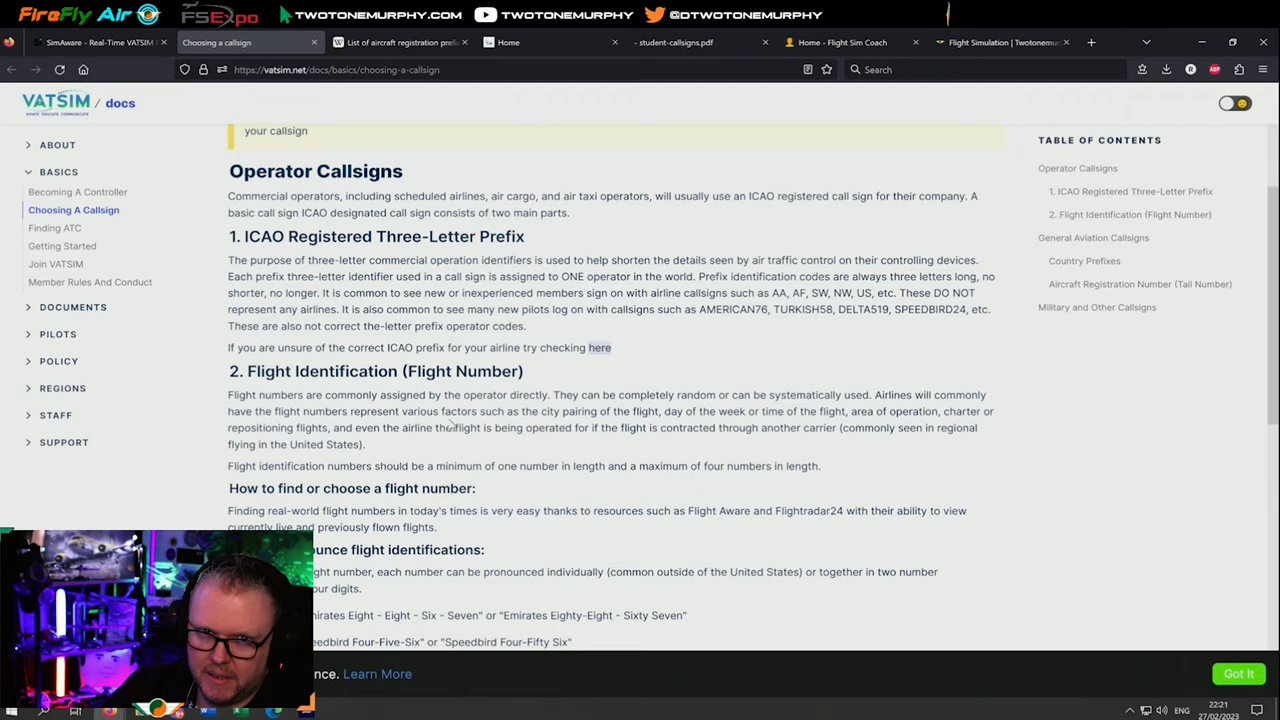 FireFly Air FSExpo TWOTONEMURPHY.COM TWOTONEMURPHY @DTWOTONEMURPHY
SimAware - Real-Time VATSIM F
Choosing a callsign
List of aircraft registration prefix
Home
- student-callsigns.pdf
Home - Flight Sim Coach
Flight Simulation | Twotonemur
https://vatsim.net/docs/basics/choosing-a-callsign
Search
VATSIM / docs
ABOUT
BASICS
Becoming A Controller
Choosing A Callsign
Finding ATC
Getting Started
Join VATSIM
Member Rules And Conduct
DOCUMENTS
PILOTS
POLICY
REGIONS
STAFF
SUPPORT
your callsign
Operator Callsigns
Commercial operators, including scheduled airlines, air cargo, and air taxi operators, will usually use an ICAO registered call sign for their company. A
basic call sign ICAO designated call sign consists of two main parts.
1. ICAO Registered Three-Letter Prefix
The purpose of three-letter commercial operation identifiers is used to help shorten the details seen by air traffic control on their controlling devices.
Each prefix three-letter identifier used in a call sign is assigned to ONE operator in the world. Prefix identification codes are always three letters long, no
shorter, no longer. It is common to see new or inexperienced members sign on with airline callsigns such as AA, AF, SW, NW, US, etc. These DO NOT
represent any airlines. It is also common to see many new pilots log on with callsigns such as AMERICAN76, TURKISH58, DELTA519, SPEEDBIRD24, etc.
These are also not correct the-letter prefix operator codes.
If you are unsure of the correct ICAO prefix for your airline try checking here
2. Flight Identification (Flight Number)
Flight numbers are commonly assigned by the operator directly. They can be completely random or can be systematically used. Airlines will commonly
have the flight numbers represent various factors such as the city pairing of the flight, day of the week or time of the flight, area of operation, charter or
repositioning flights, and even the airline the flight is being operated for if the flight is contracted through another carrier (commonly seen in regional
flying in the United States).
Flight identification numbers should be a minimum of one number in length and a maximum of four numbers in length.
How to find or choose a flight number:
Finding real-world flight numbers in today's times is very easy thanks to resources such as Flight Aware and Flightradar24 with their ability to view
currently live and previously flown flights.
ounce flight identifications:
ght number, each number can be pronounced individually (common outside of the United States) or together in two number
our digits.
mirates Eight - Eight - Six - Seven" or "Emirates Eighty-Eight - Sixty Seven"
eedbird Four-Five-Six" or "Speedbird Four-Fifty Six"
TABLE OF CONTENTS
Operator Callsigns
1. ICAO Registered Three-Letter Prefix
2. Flight Identification (Flight Number)
General Aviation Callsigns
Country Prefixes
Aircraft Registration Number (Tail Number)
Military and Other Callsigns
nce. Learn More
Got It
ENG
22:21
27/02/2023